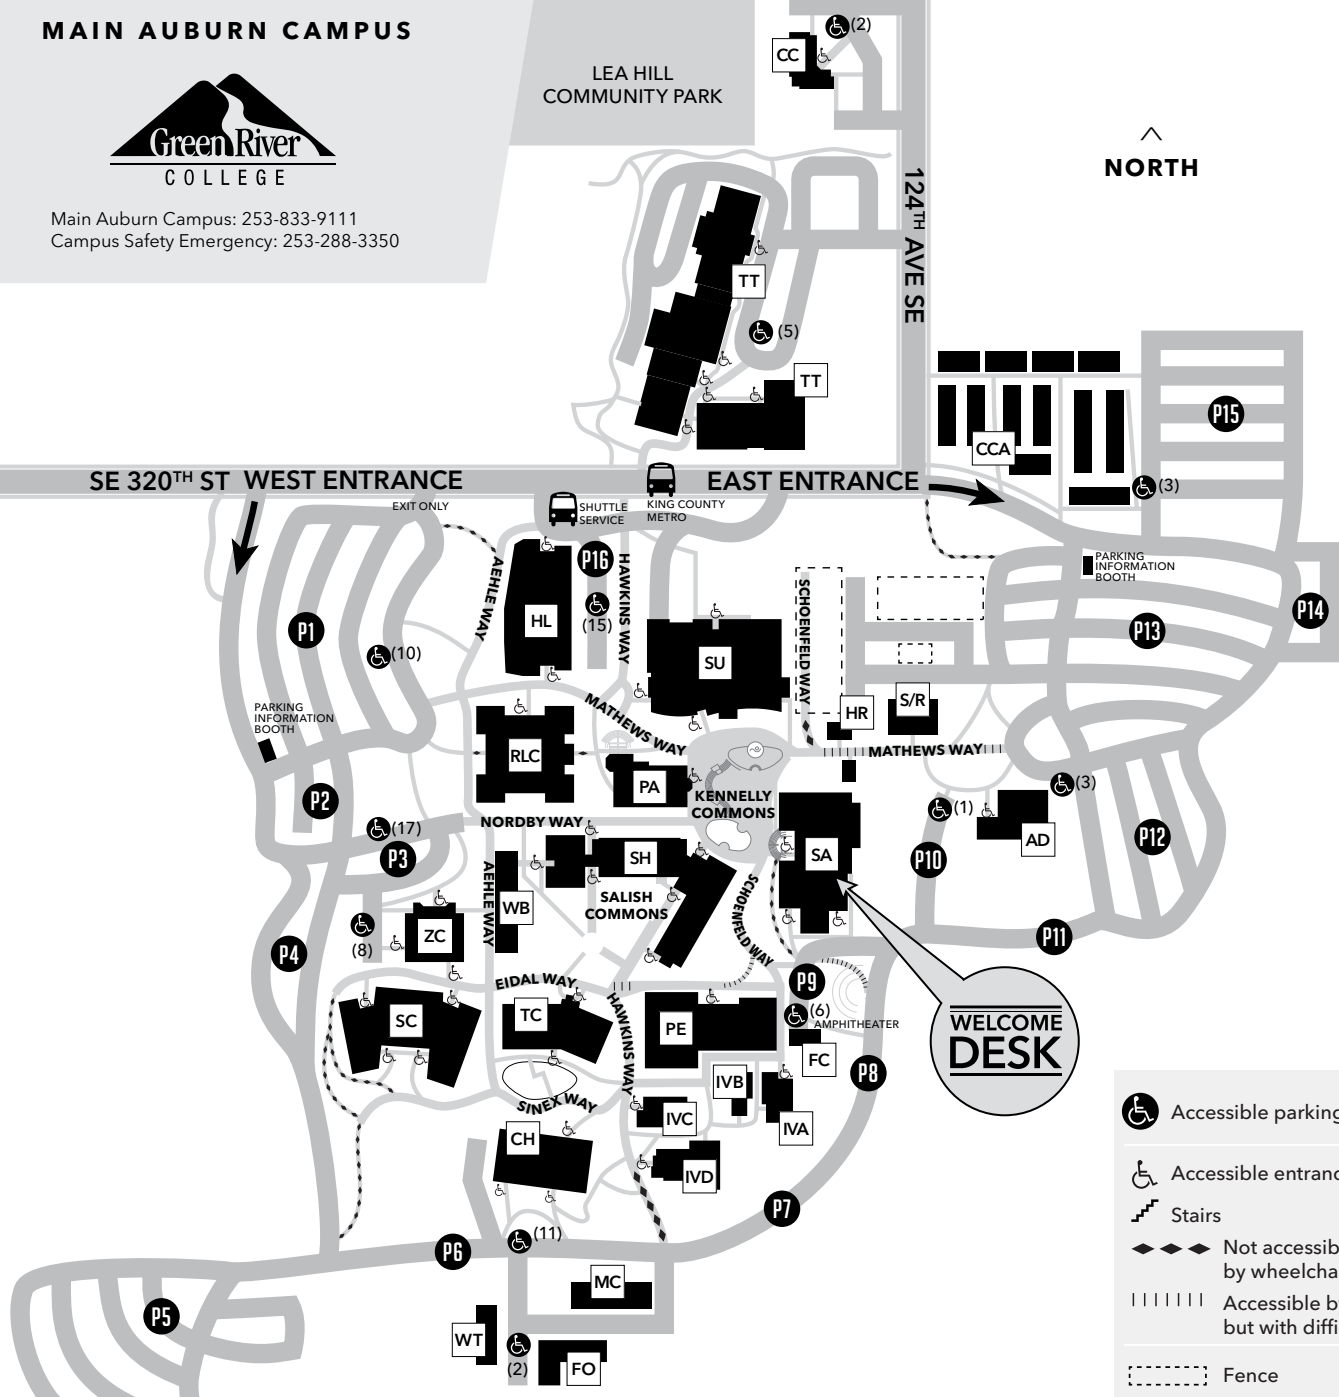 MAIN AUBURN CAMPUS
Green River
COLLEGE
Main Auburn Campus: 253-833-9111
Campus Safety Emergency: 253-288-3350
LEA HILL
COMMUNITY PARK
(2)
CC
NORTH
124TH AVE SE
TT
(5)
TT
P15
CCA
(3)
SE 320TH ST
WEST ENTRANCE
EAST ENTRANCE
EXIT ONLY
SHUTTLE
SERVICE
KING COUNTY
METRO
PARKING
INFORMATION
BOOTH
P16
(15)
HAWKINS WAY
AEHLE WAY
HL
SCHOENFELD WAY
P1
(10)
P13
P14
SU
PARKING
INFORMATION
BOOTH
MATHEWS WAY
HR
S/R
MATHEWS WAY
RLC
PA
KENNELLY
COMMONS
P2
(17)
P3
NORDBY WAY
(3)
(1)
AD
P12
P10
SA
SH
SALISH
COMMONS
AEHLE WAY
WB
SCHOENFELD WAY
ZC
(8)
P4
P11
EIDAL WAY
P9
(6)
AMPHITHEATER
SC
TC
HAWKINS WAY
PE
FC
WELCOME
DESK
P8
IVB
IVC
IVA
SINEX WAY
CH
IVD
P7
(11)
P6
MC
P5
WT
(2)
FO
Accessible parking
Accessible entranc
Stairs
Not accessib
by wheelcha
Accessible b
but with diffi
Fence